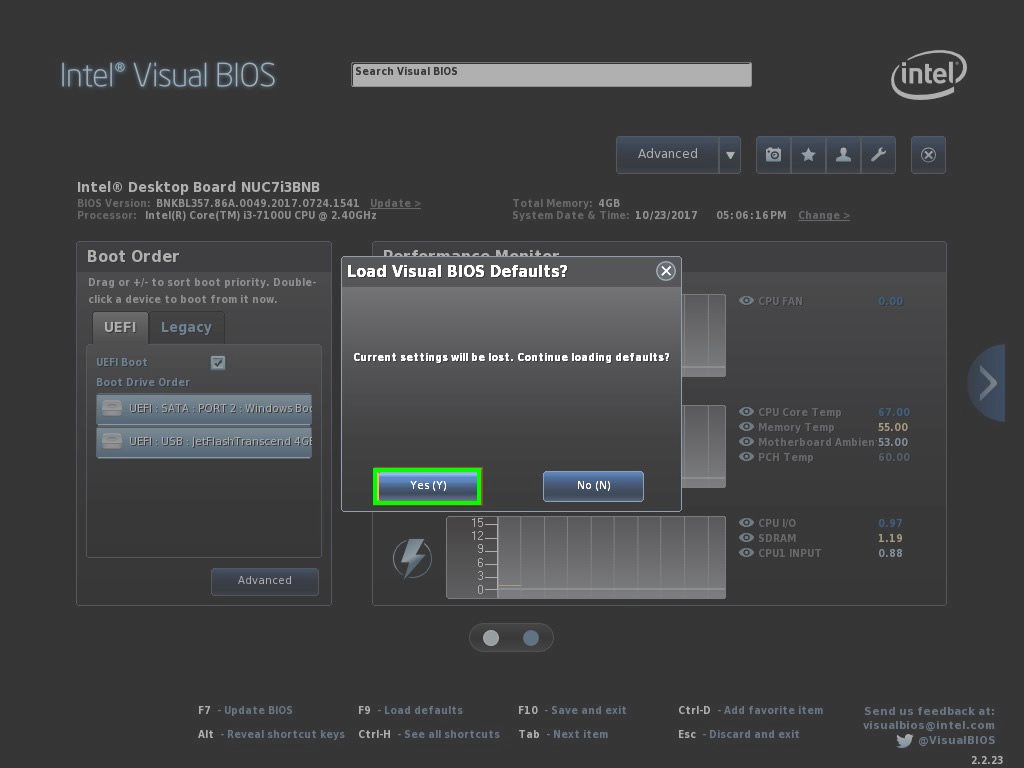 Intel® Visual BIOS
Search Visual BIOS
intel
Advanced
Intel® Desktop Board NUC7i3BNB
BIOS Version: BNKBL357.86A.0049.2017.0724.1541 Update >
Processor: Intel(R) Core(TM) i3-7100U CPU @ 2.40GHz
Total Memory: 4GB
System Date & Time: 10/23/2017 05:06:16PM Change >
Boot Order
Drag or +/- to sort boot priority. Double-
click a device to boot from it now.
UEFI Legacy
UEFI Boot
Boot Drive Order
UEFI : SATA : PORT 2 : Windows Boo
UEFI : USB : JetFlashTranscend 4GB
Advanced
Performance Monitor
Load Visual BIOS Defaults?
Current settings will be lost. Continue loading defaults?
Yes (Y) No (N)
CPU FAN 0.00
CPU Core Temp 67.00
Memory Temp 55.00
Motherboard Ambien 53.00
PCH Temp 60.00
15
12
9
6
3
0
CPU I/O 0.97
SDRAM 1.19
CPU1 INPUT 0.88
F7 - Update BIOS F9 - Load defaults F10 - Save and exit Ctrl-D - Add favorite item
Alt - Reveal shortcut keys Ctrl-H - See all shortcuts Tab - Next item Esc - Discard and exit
Send us feedback at:
visualbios@intel.com
@VisualBIOS
2.2.23